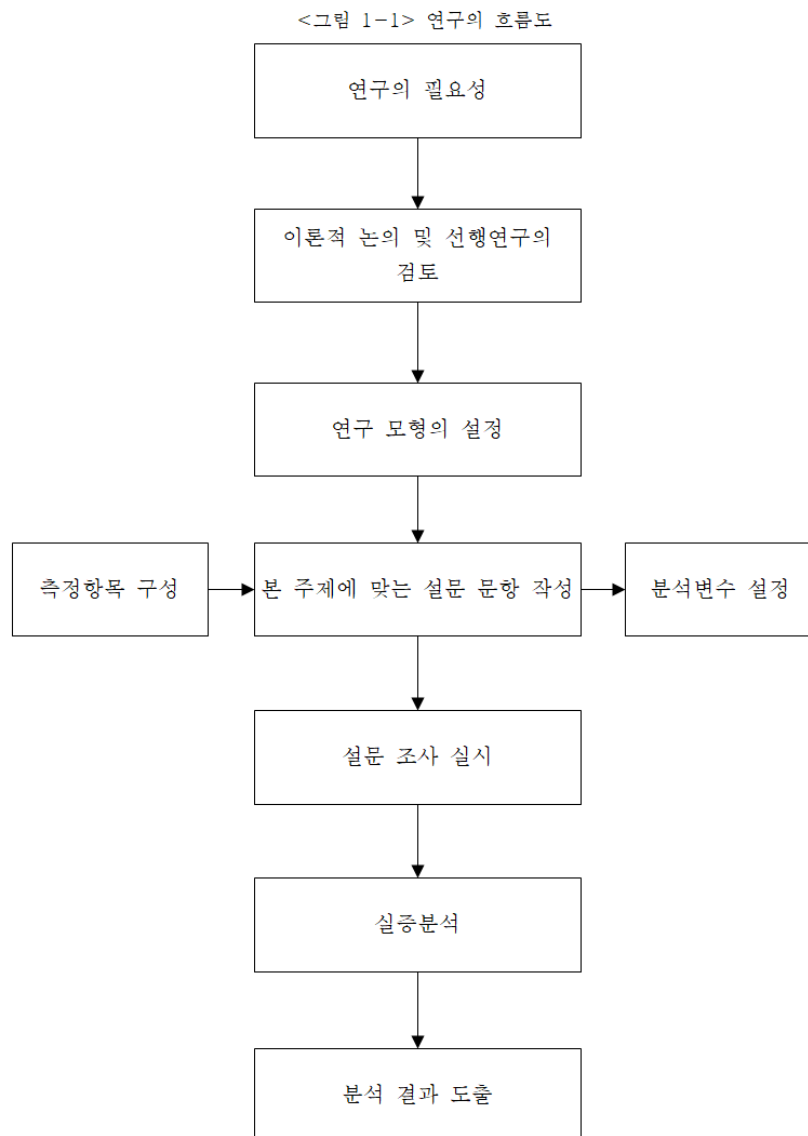 <그림 1-1> 연구의 흐름도
연구의 필요성
이론적 논의 및 선행연구의
검토
연구 모형의 설정
측정항목 구성
본 주제에 맞는 설문 문항 작성
분석변수 설정
설문 조사 실시
실증분석
분석 결과 도출